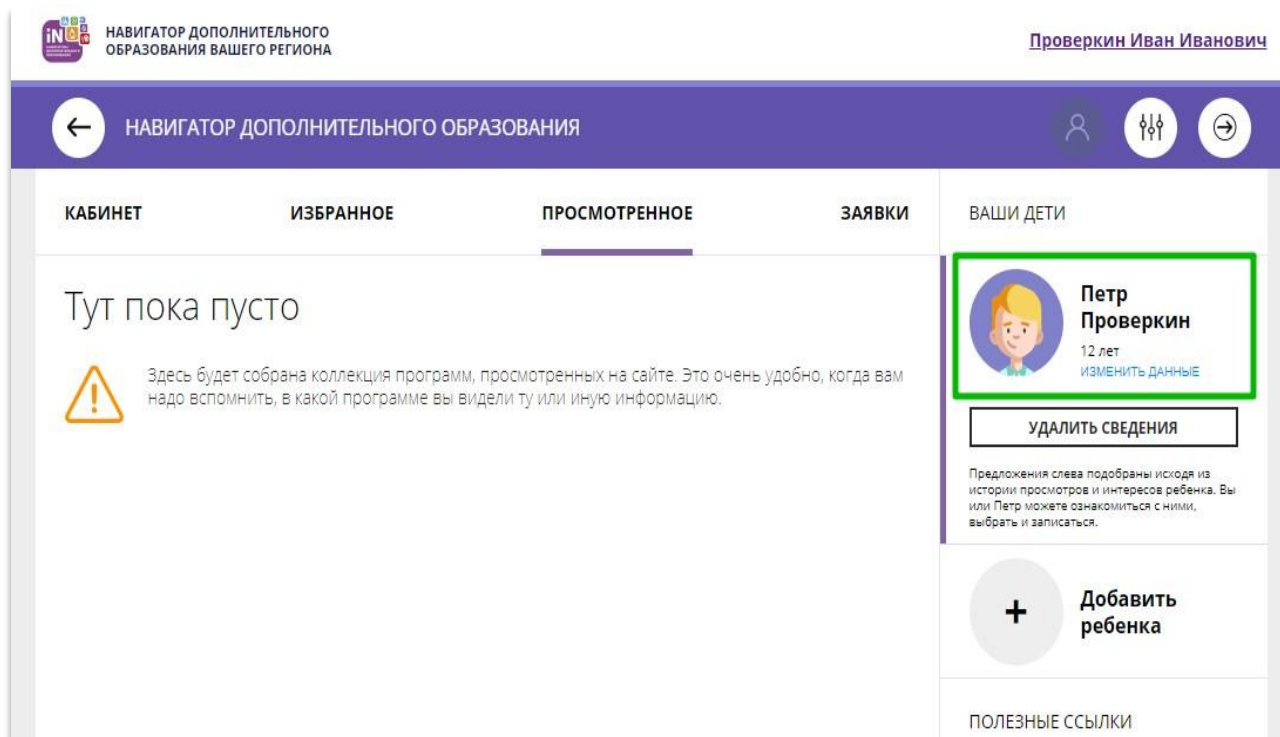 iN
НАВИГАТОР ДОПОЛНИТЕЛЬНОГО
ОБРАЗОВАНИЯ ВАШЕГО РЕГИОНА
Проверкин Иван Иванович
НАВИГАТОР ДОПОЛНИТЕЛЬНОГО ОБРАЗОВАНИЯ
КАБИНЕТ ИЗБРАННОЕ ПРОСМОТРЕННОЕ ЗАЯВКИ
Тут пока пусто
Здесь будет собрана коллекция программ, просмотренных на сайте. Это очень удобно, когда вам
надо вспомнить, в какой программе вы видели ту или иную информацию.
ВАШИ ДЕТИ
Петр
Проверкин
12 лет
ИЗМЕНИТЬ ДАННЫЕ
УДАЛИТЬ СВЕДЕНИЯ
Предложения слева подобраны исходя из
истории просмотров и интересов ребенка. Вы
или Петр можете ознакомиться с ними,
выбрать и записаться.
Добавить
ребенка
ПОЛЕЗНЫЕ ССЫЛКИ